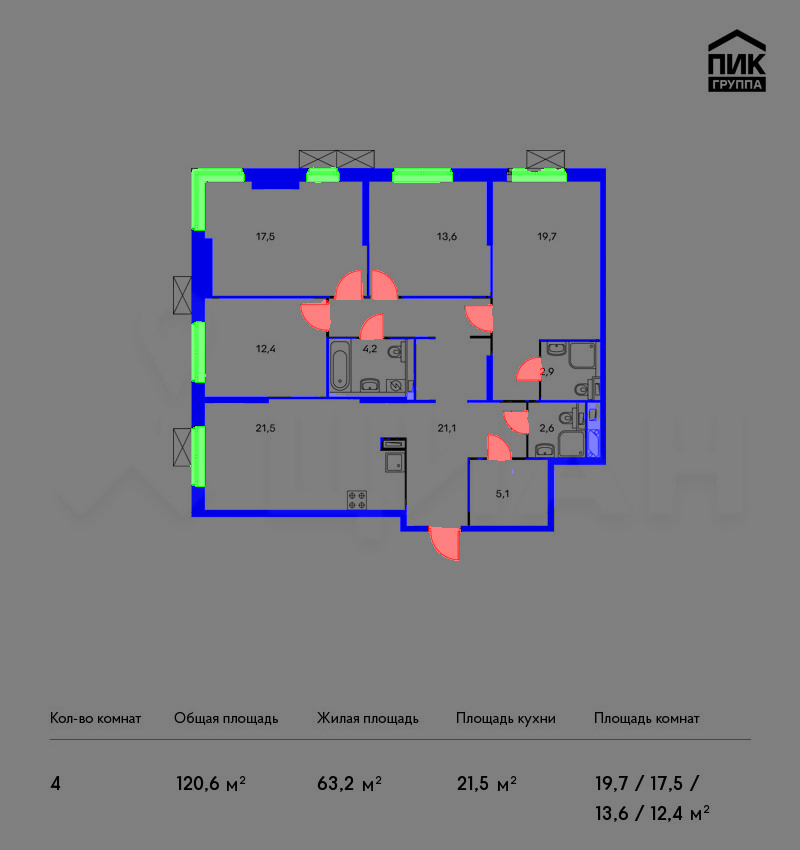 ПИК
ГРУППА
17,5
13,6
19,7
12,4
4,2
2,9
21,5
21,1
2,6
5,1
ЦИАН
Кол-во комнат Общая площадь Жилая площадь Площадь кухни Площадь комнат
4 120,6 м² 63,2 м² 21,5 м² 19,7 / 17,5 /
13,6 / 12,4 м²